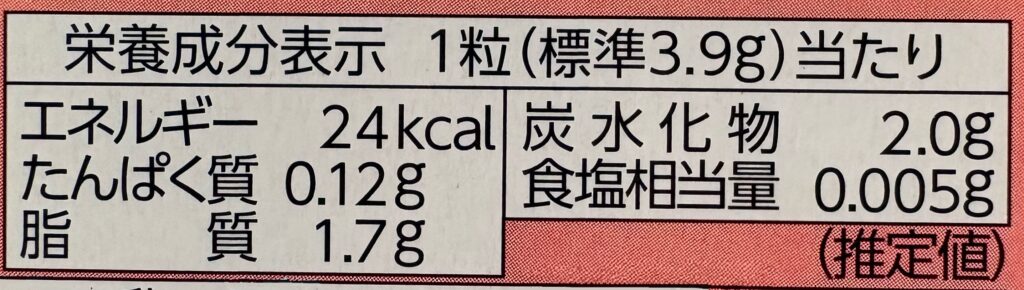 栄養成分表示 1粒(標準3.9g)当たり
エネルギー 24kcal
たんぱく質 0.12g
脂質 1.7g
炭水化物 2.0g
食塩相当量 0.005g
(推定値)